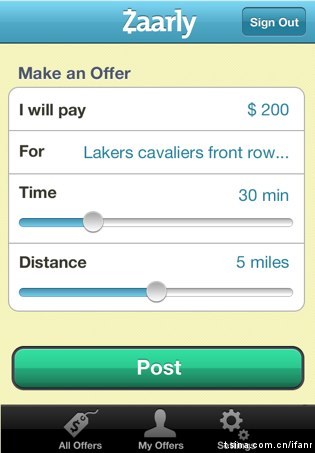 Zaarly
Sign Out
Make an Offer
I will pay $ 200
For Lakers cavaliers front row...
Time 30 min
Distance 5 miles
Post
All Offers My Offers Settings
t.sina.com.cn/ifanr